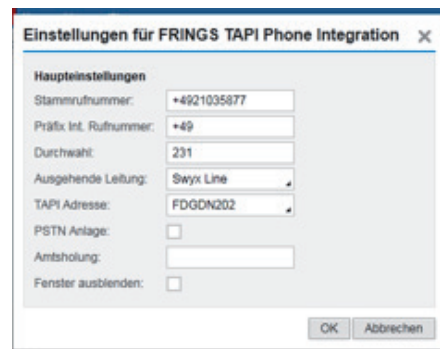 Einstellungen für FRINGS TAPI Phone Integration
Haupteinstellungen
Stammrufnummer: +4921035877
Präfix Int. Rufnummer: +49
Durchwahl: 231
Ausgehende Leitung: Swyx Line
TAPI Adresse: FDGDN202
PSTN Anlage:
Amtsholung:
Fenster ausblenden:
OK Abbrechen